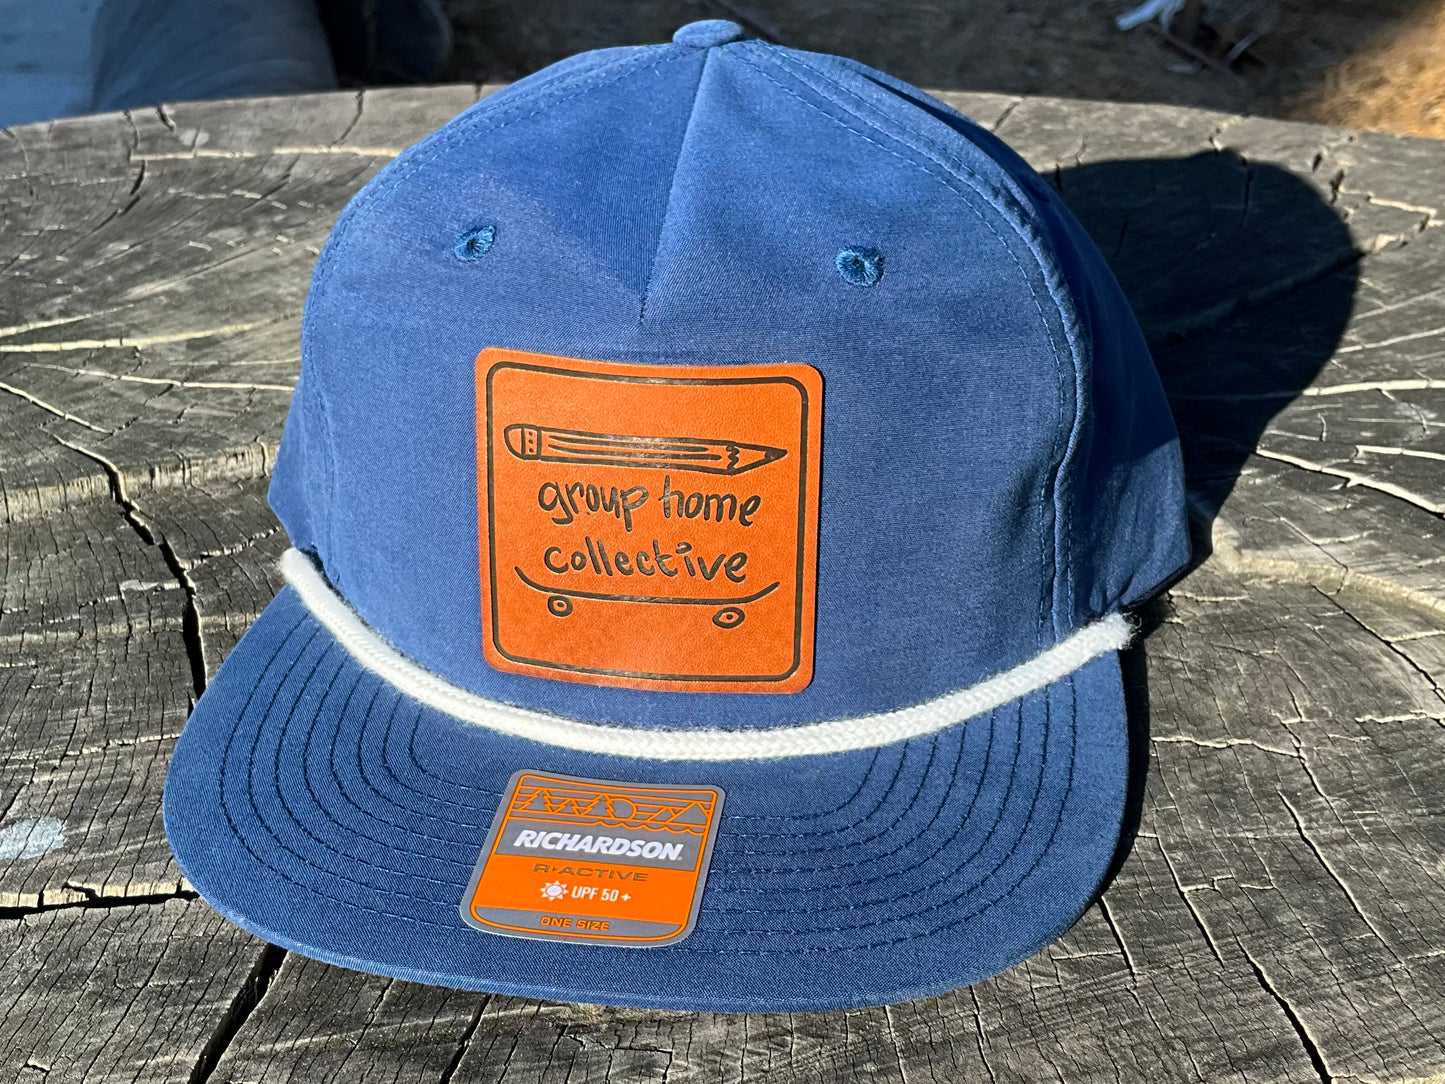 group home
collective
RICHARDSON
R·ACTIVE
UPF 50+
ONE SIZE